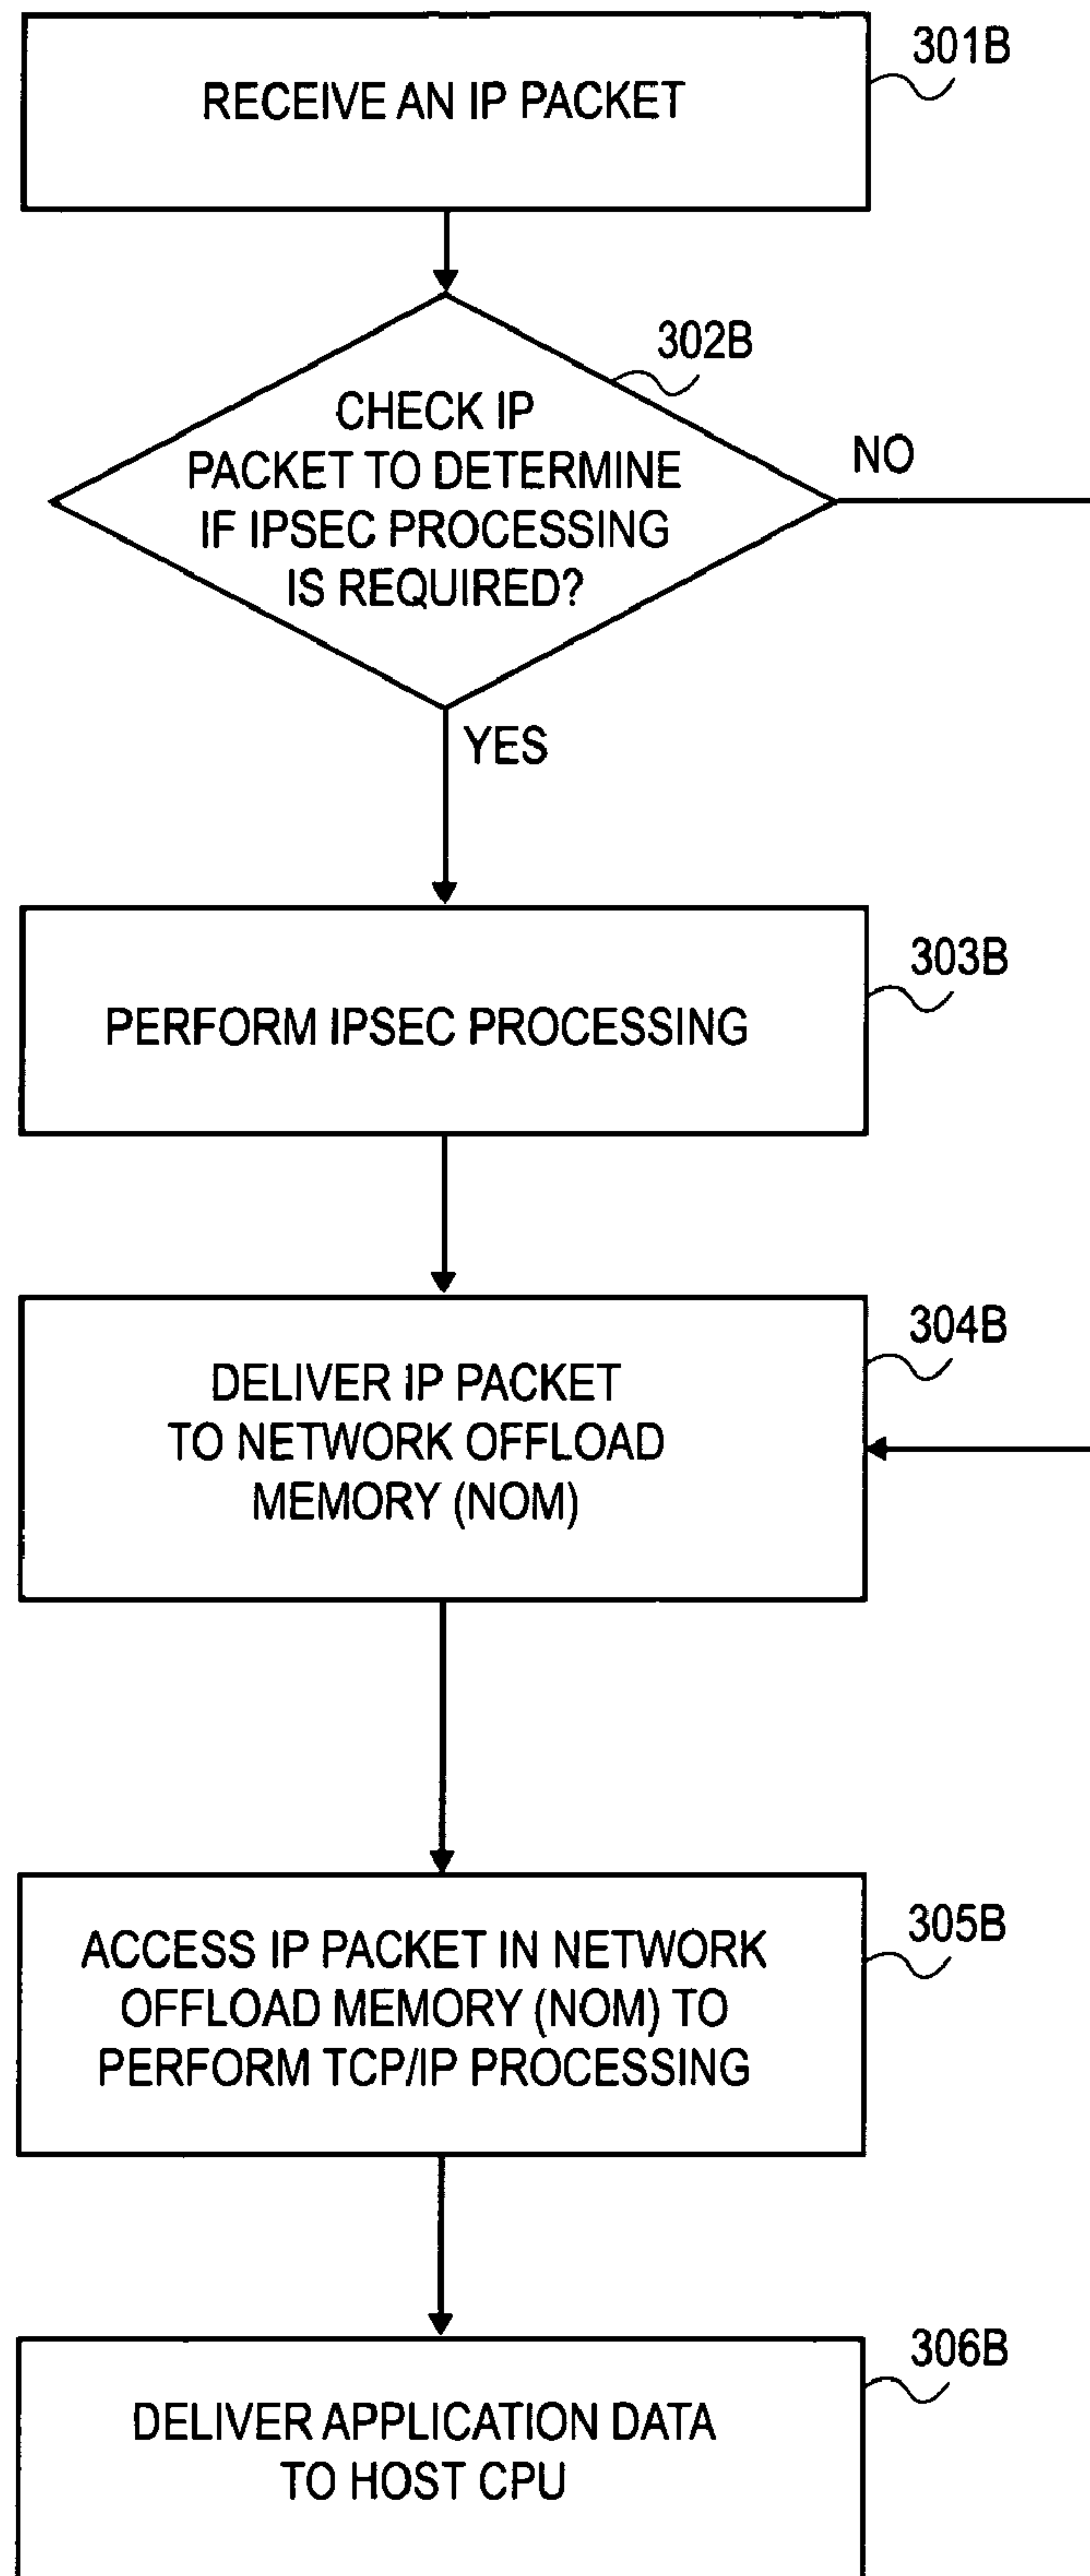 301B
RECEIVE AN IP PACKET
302B
CHECK IP
PACKET TO DETERMINE
IF IPSEC PROCESSING
IS REQUIRED?
NO
YES
303B
PERFORM IPSEC PROCESSING
304B
DELIVER IP PACKET
TO NETWORK OFFLOAD
MEMORY (NOM)
305B
ACCESS IP PACKET IN NETWORK
OFFLOAD MEMORY (NOM) TO
PERFORM TCP/IP PROCESSING
306B
DELIVER APPLICATION DATA
TO HOST CPU